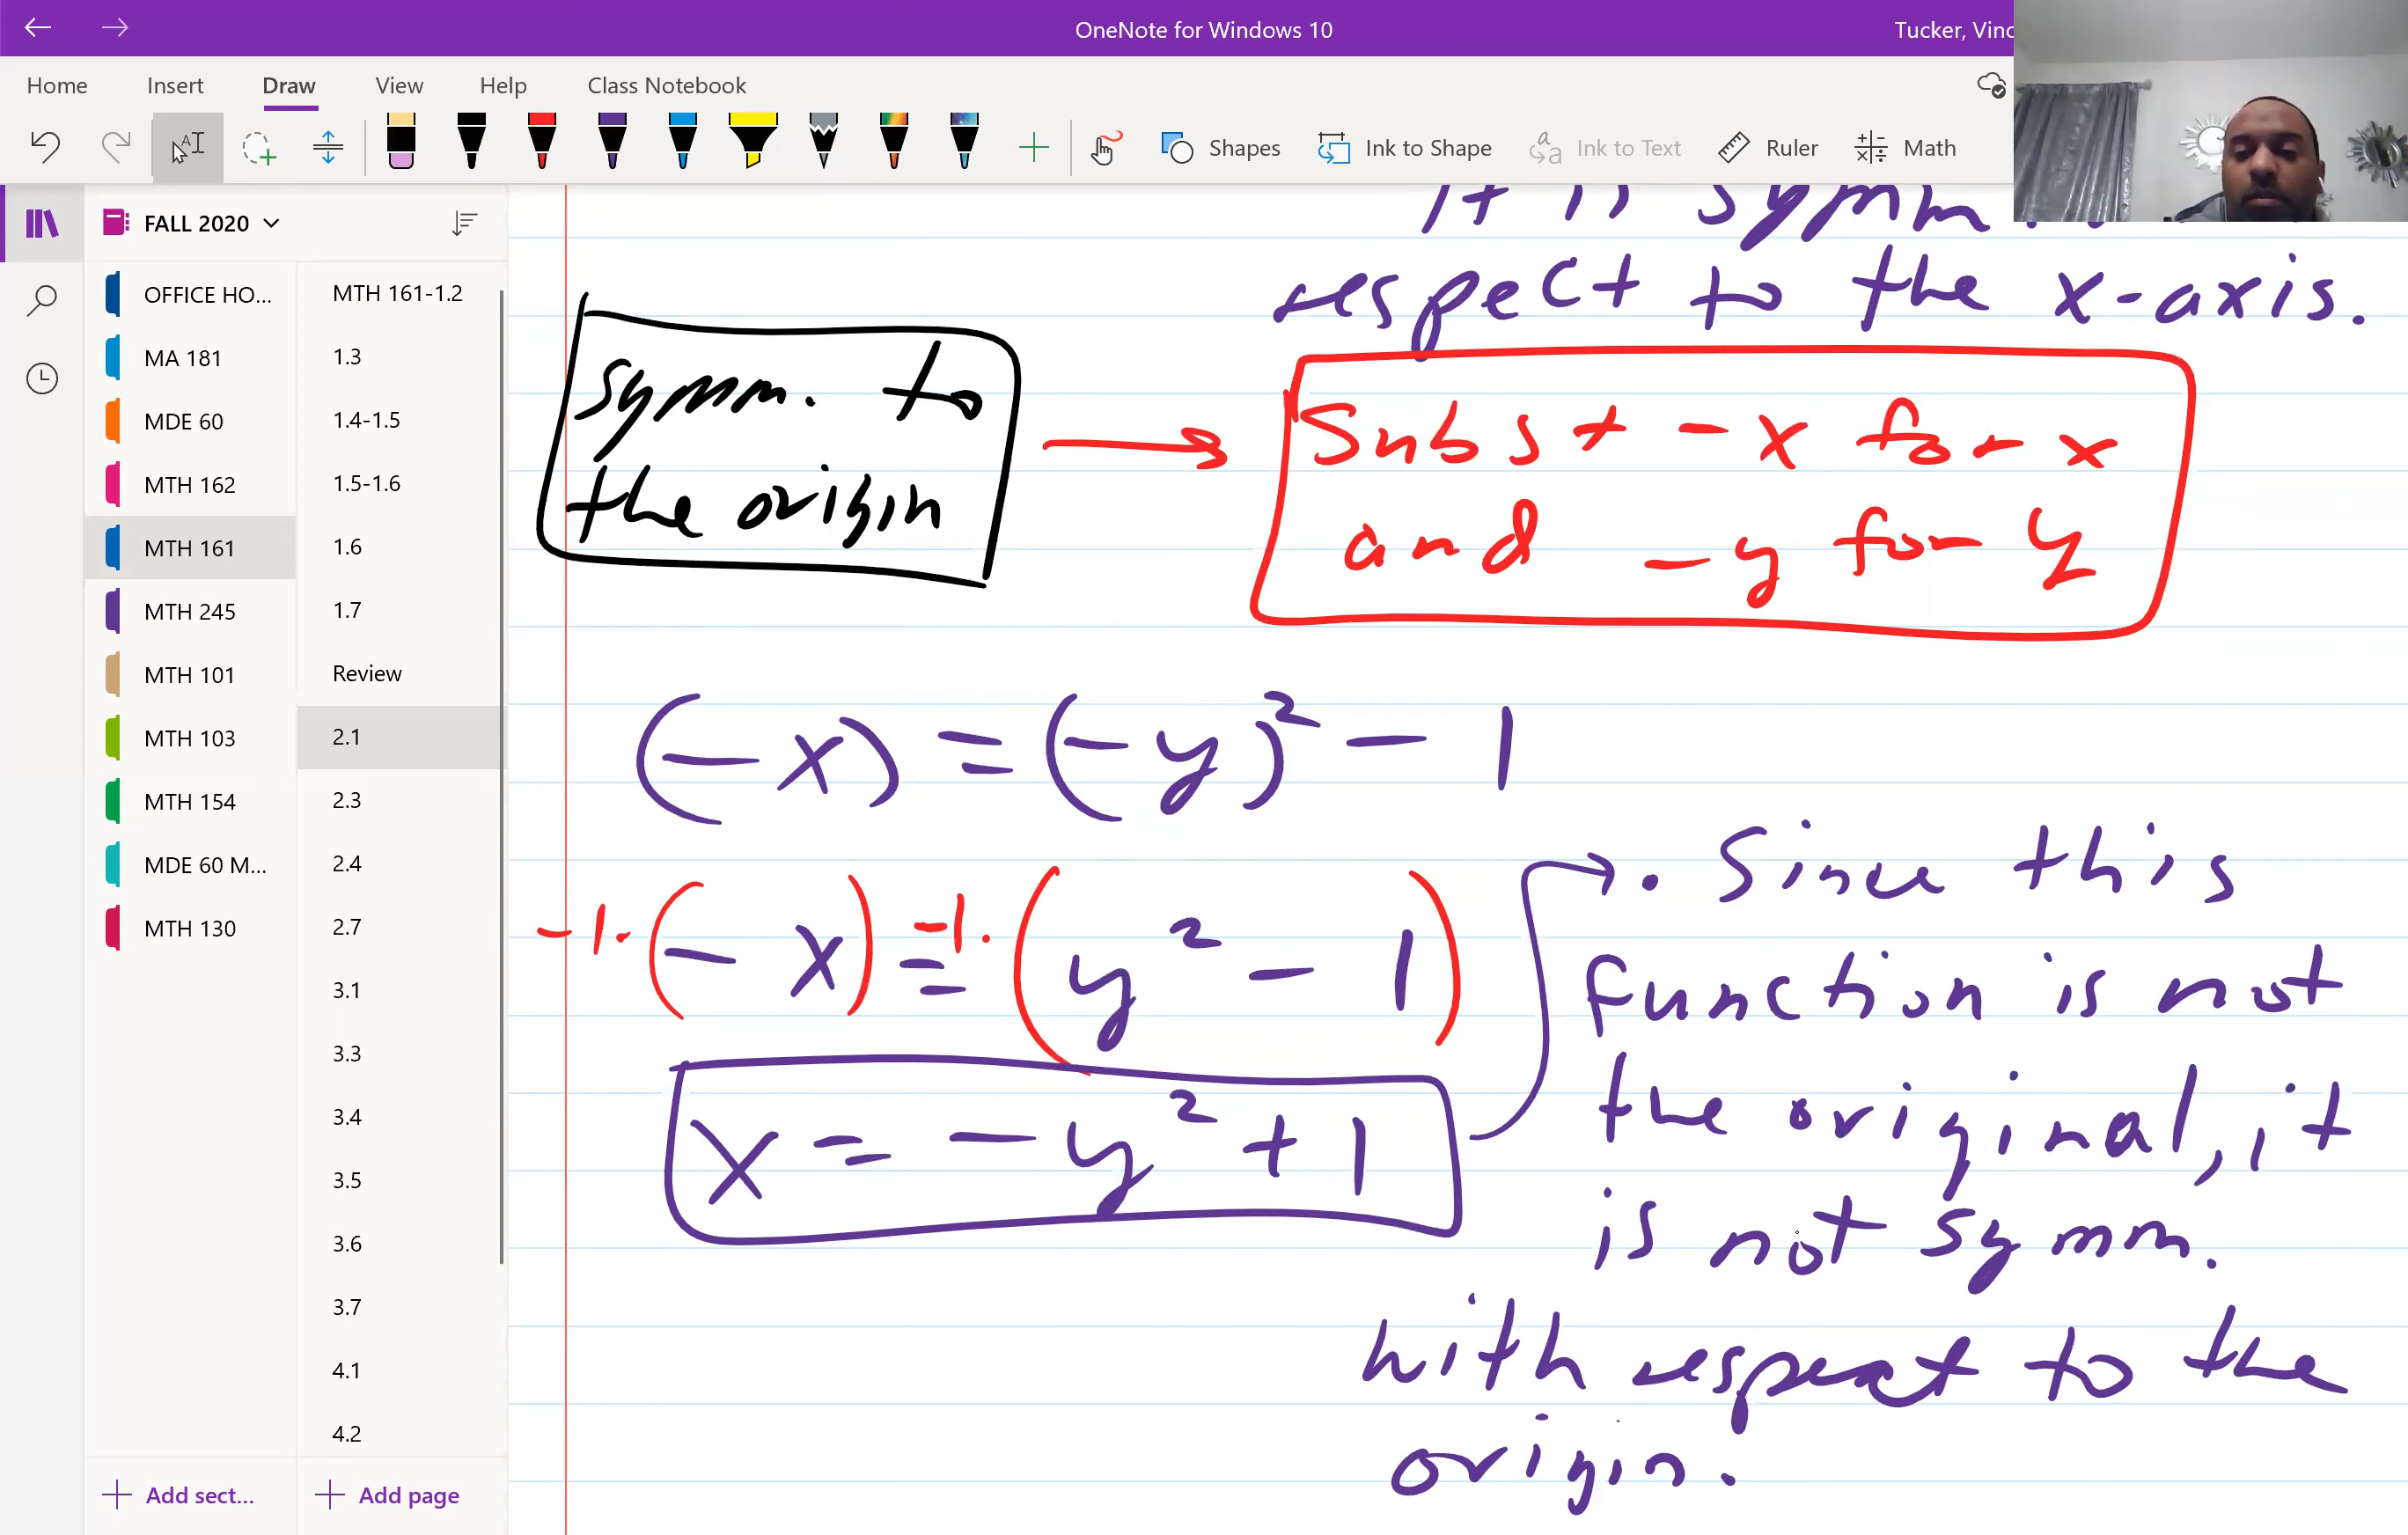 OneNote for Windows 10
Tucker, Vinc
Home Insert Draw View Help Class Notebook
Shapes Ink to Shape Ink to Text Ruler Math
FALL 2020
OFFICE HO...
MA 181
MDE 60
MTH 162
MTH 161
MTH 245
MTH 101
MTH 103
MTH 154
MDE 60 M...
MTH 130
Add sect...
MTH 161-1.2
1.3
1.4-1.5
1.5-1.6
1.6
1.7
Review
2.1
2.3
2.4
2.7
3.1
3.3
3.4
3.5
3.6
3.7
4.1
4.2
Add page
it is symm.
respect to the x-axis.
symm. to
the origin
Subst -x for x
and -y for y
(-x) = (-y)² - 1
-1·(-x) = -1·(y² - 1)
x = -y² + 1
· Since this
function is not
the original, it
is not symm.
with respect to the
origin.